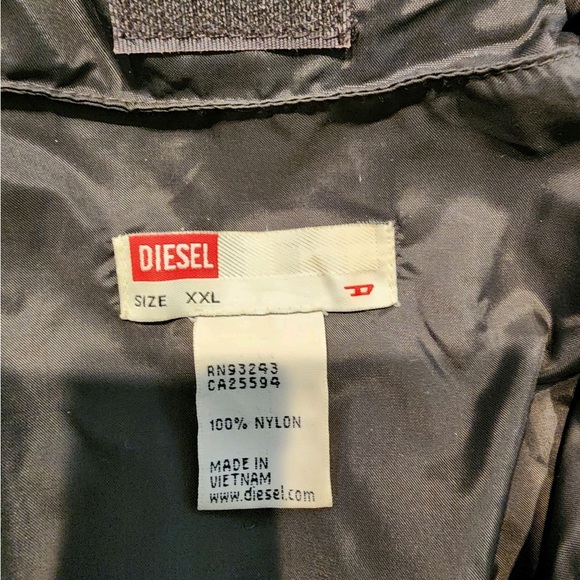 DIESEL
SIZE XXL
D
RN93243
CA25594
100% NYLON
MADE IN
VIETNAM
www.diesel.com